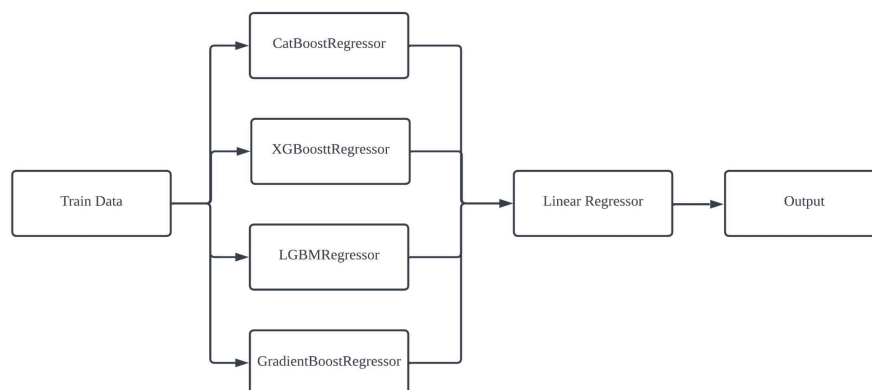 CatBoostRegressor
XGBoosttRegressor
Train Data
Linear Regressor
Output
LGBMRegressor
GradientBoostRegressor